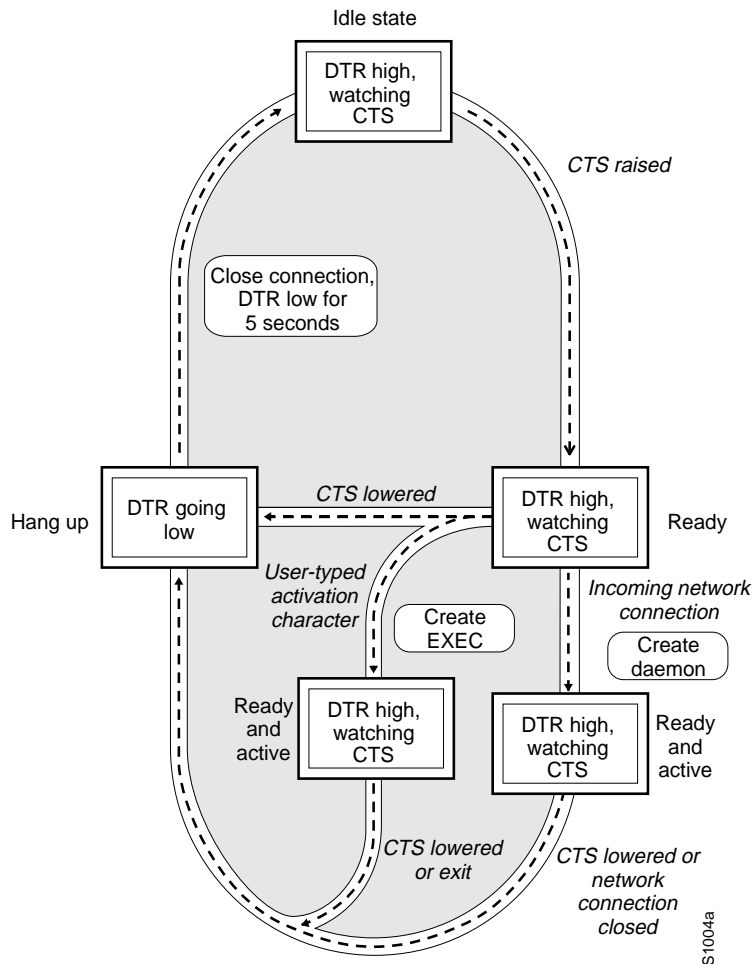 Idle state
DTR high,
watching
CTS
CTS raised
Close connection,
DTR low for
5 seconds
Hang up
DTR going
low
CTS lowered
DTR high,
watching
CTS
Ready
User-typed
activation
character
Create
EXEC
Incoming network
connection
Create
daemon
Ready
and
active
DTR high,
watching
CTS
DTR high,
watching
CTS
Ready
and
active
CTS lowered
or exit
CTS lowered or
network
connection
closed
S1004a